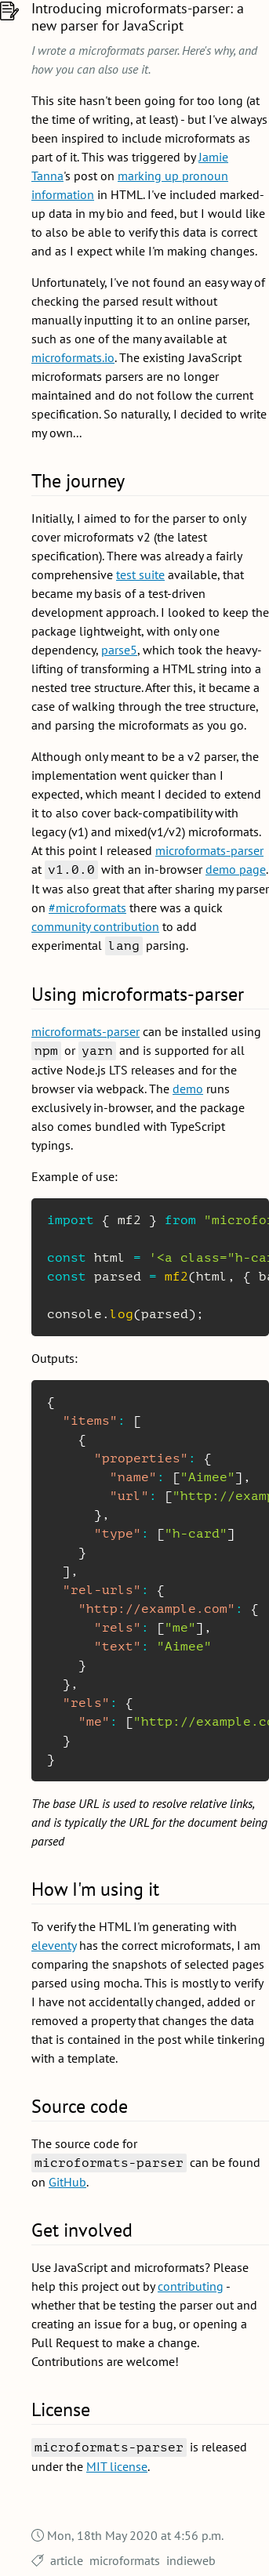 Introducing microformats-parser: a
new parser for JavaScript
I wrote a microformats parser. Here's why, and
how you can also use it.
This site hasn't been going for too long (at
the time of writing, at least) - but I've always
been inspired to include microformats as
part of it. This was triggered by Jamie
Tanna's post on marking up pronoun
information in HTML. I've included marked-
up data in my bio and feed, but I would like
to also be able to verify this data is correct
and as I expect while I'm making changes.
Unfortunately, I've not found an easy way of
checking the parsed result without
manually inputting it to an online parser,
such as one of the many available at
microformats.io. The existing JavaScript
microformats parsers are no longer
maintained and do not follow the current
specification. So naturally, I decided to write
my own...
The journey
Initially, I aimed to for the parser to only
cover microformats v2 (the latest
specification). There was already a fairly
comprehensive test suite available, that
became my basis of a test-driven
development approach. I looked to keep the
package lightweight, with only one
dependency, parse5, which took the heavy-
lifting of transforming a HTML string into a
nested tree structure. After this, it became a
case of walking through the tree structure,
and parsing the microformats as you go.
Although only meant to be a v2 parser, the
implementation went quicker than I
expected, which meant I decided to extend
it to also cover back-compatibility with
legacy (v1) and mixed(v1/v2) microformats.
At this point I released microformats-parser
at v1.0.0 with an in-browser demo page.
It was also great that after sharing my parser
on #microformats there was a quick
community contribution to add
experimental lang parsing.
Using microformats-parser
microformats-parser can be installed using
npm or yarn and is supported for all
active Node.js LTS releases and for the
browser via webpack. The demo runs
exclusively in-browser, and the package
also comes bundled with TypeScript
typings.
Example of use:
import { mf2 } from "microfor
const html = '<a class="h-car
const parsed = mf2(html, { ba
console.log(parsed);
Outputs:
{
"items": [
{
"properties": {
"name": ["Aimee"],
"url": ["http://examp
},
"type": ["h-card"]
}
],
"rel-urls": {
"http://example.com": {
"rels": ["me"],
"text": "Aimee"
}
},
"rels": {
"me": ["http://example.co
}
}
The base URL is used to resolve relative links,
and is typically the URL for the document being
parsed
How I'm using it
To verify the HTML I'm generating with
eleventy has the correct microformats, I am
comparing the snapshots of selected pages
parsed using mocha. This is mostly to verify
I have not accidentally changed, added or
removed a property that changes the data
that is contained in the post while tinkering
with a template.
Source code
The source code for
microformats-parser can be found
on GitHub.
Get involved
Use JavaScript and microformats? Please
help this project out by contributing -
whether that be testing the parser out and
creating an issue for a bug, or opening a
Pull Request to make a change.
Contributions are welcome!
License
microformats-parser is released
under the MIT license.
Mon, 18th May 2020 at 4:56 p.m.
article microformats indieweb